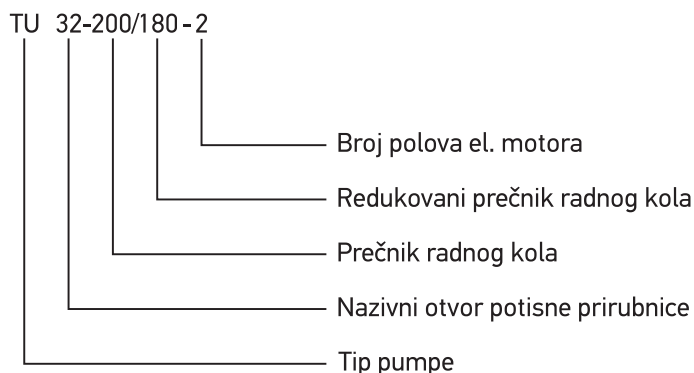 TU 32-200/180-2
Broj polova el. motora
Redukovani prečnik radnog kola
Prečnik radnog kola
Nazivni otvor potisne prirubnice
Tip pumpe